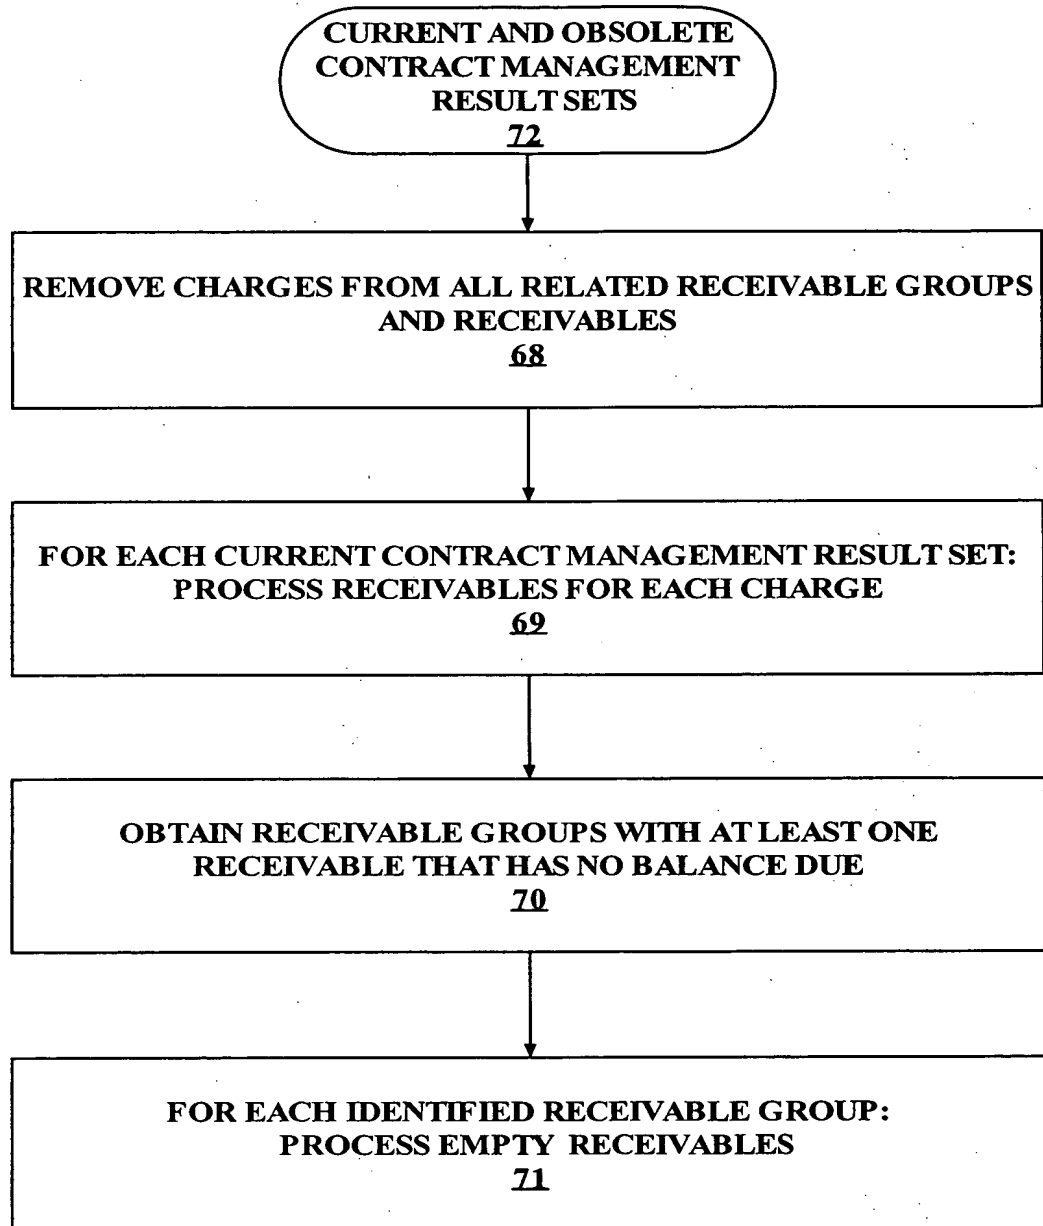 CURRENT AND OBSOLETE
CONTRACT MANAGEMENT
RESULT SETS
72
REMOVE CHARGES FROM ALL RELATED RECEIVABLE GROUPS
AND RECEIVABLES
68
FOR EACH CURRENT CONTRACT MANAGEMENT RESULT SET:
PROCESS RECEIVABLES FOR EACH CHARGE
69
OBTAIN RECEIVABLE GROUPS WITH AT LEAST ONE
RECEIVABLE THAT HAS NO BALANCE DUE
70
FOR EACH IDENTIFIED RECEIVABLE GROUP:
PROCESS EMPTY RECEIVABLES
71